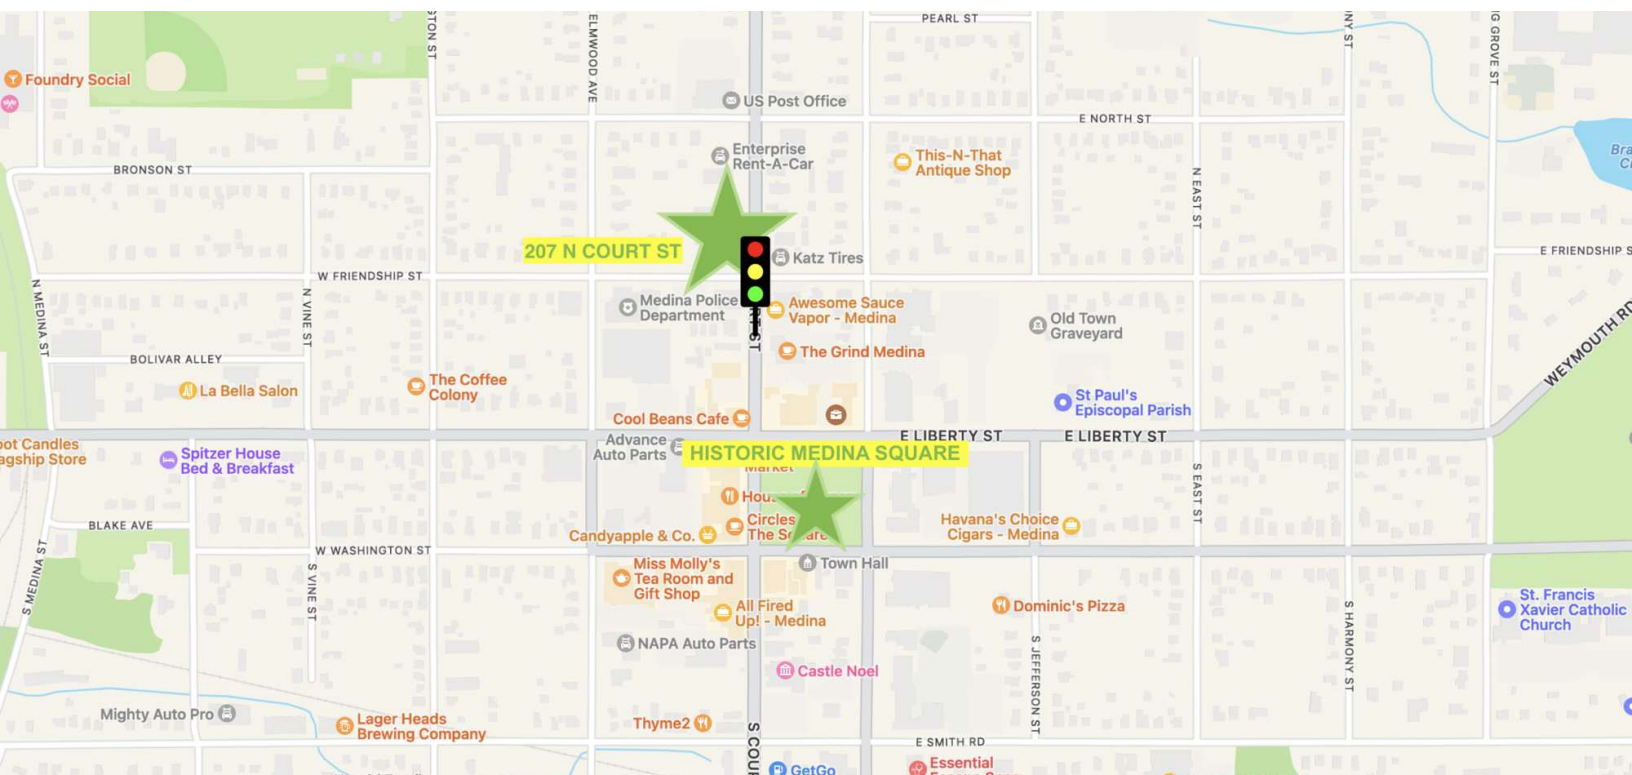 PEARL ST
ELMWOOD AVE
Foundry Social
US Post Office
E NORTH ST
Enterprise
Rent-A-Car
This-N-That
Antique Shop
BRONSON ST
N EAST ST
207 N COURT ST
Katz Tires
E FRIENDSHIP S
W FRIENDSHIP ST
N MEDINA ST
N VINE ST
Medina Police
Department
Awesome Sauce
Vapor - Medina
Old Town
Graveyard
WEYMOUTH RD
The Grind Medina
BOLIVAR ALLEY
La Bella Salon
The Coffee
Colony
St Paul's
Episcopal Parish
Cool Beans Cafe
E LIBERTY ST
E LIBERTY ST
Advance
Auto Parts
HISTORIC MEDINA SQUARE
Market
Candles
Store
Spitzer House
Bed & Breakfast
S EAST ST
Circles
The
BLAKE AVE
Candyapple & Co.
Havana's Choice
Cigars - Medina
W WASHINGTON ST
S MEDINA ST
S VINE ST
Miss Molly's
Tea Room and
Gift Shop
Town Hall
All Fired
Up! - Medina
Dominic's Pizza
St. Francis
Xavier Catholic
Church
S JEFFERSON ST
S HARMONY ST
NAPA Auto Parts
Castle Noel
Mighty Auto Pro
Lager Heads
Brewing Company
Thyme2
S COUR
E SMITH RD
GetGo
Essential